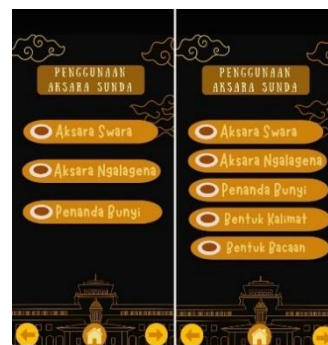 PENGGUNAAN
AKSARA SUNDA
Aksara Swara
Aksara Ngalagena
Penanda Bunyi
PENGGUNAAN
AKSARA SUNDA
Aksara Swara
Aksara Ngalagena
Penanda Bunyi
Bentuk Kalimat
Bentuk Bacaan